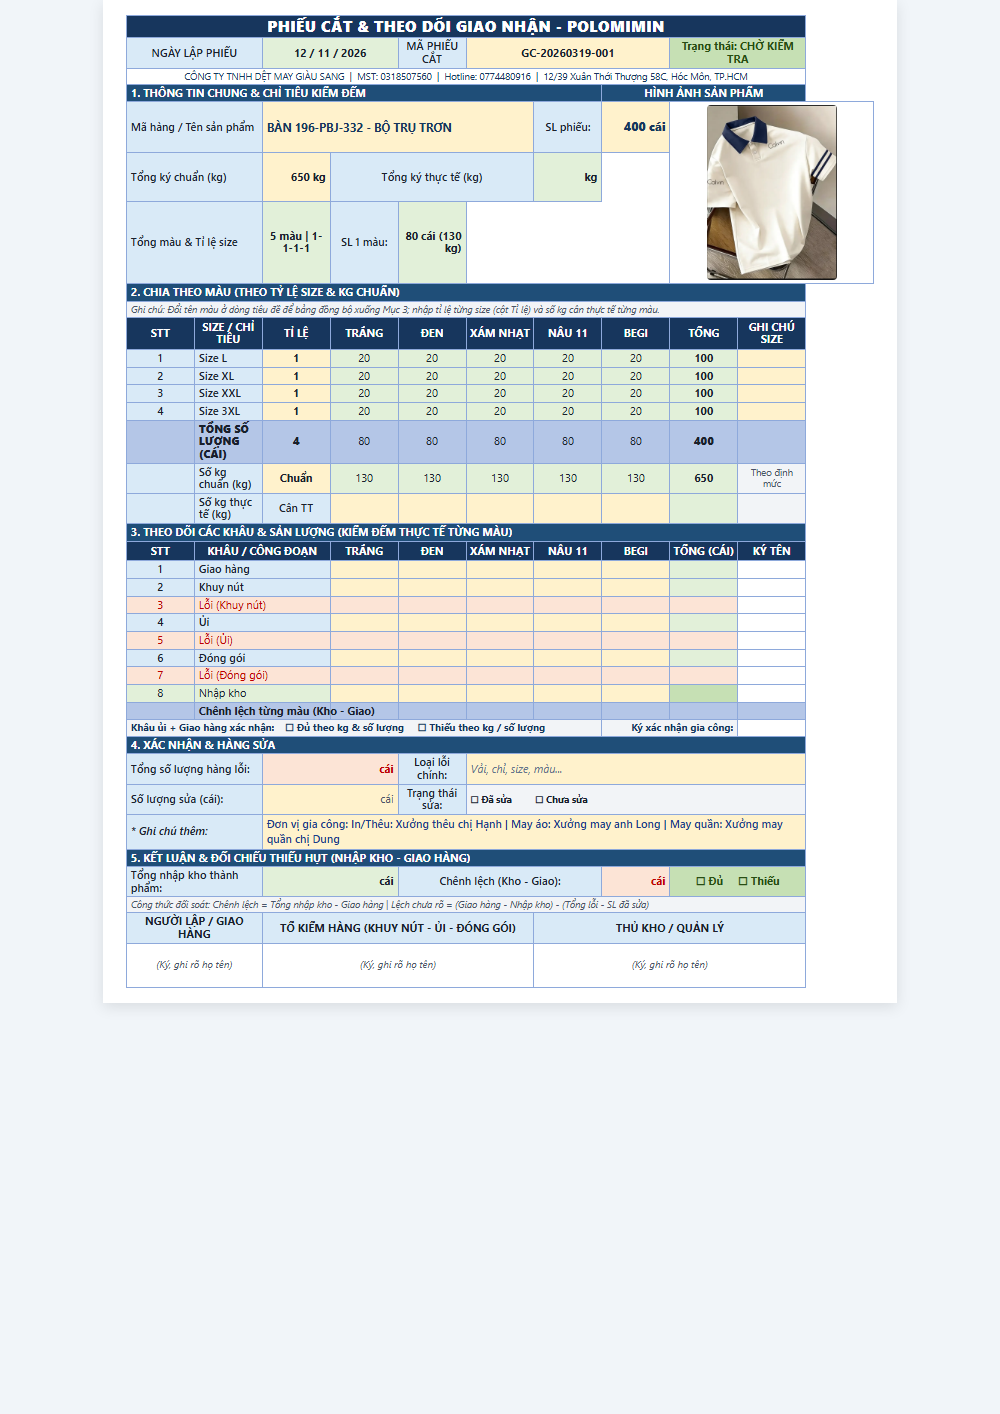 PHIẾU CẮT & THEO DÕI GIAO NHẬN - POLOMIMIN
NGÀY LẬP PHIẾU
12 / 11 / 2026
MÃ PHIẾU CẮT
GC-20260319-001
Trạng thái: CHỜ KIỂM TRA
CÔNG TY TNHH DỆT MAY GIÀU SANG | MST: 0318507560 | Hotline: 0774480916 | 12/39 Xuân Thới Thượng 58C, Hóc Môn, TP.HCM
1. THÔNG TIN CHUNG & CHỈ TIÊU KIỂM ĐẾM
HÌNH ẢNH SẢN PHẨM
Mã hàng / Tên sản phẩm
BÀN 196-PBJ-332 - BỘ TRỤ TRƠN
SL phiếu:
400 cái
Calvin
Calvin
Tổng ký chuẩn (kg)
650 kg
Tổng ký thực tế (kg)
kg
Tổng màu & Tỉ lệ size
5 màu | 1-1-1-1
SL 1 màu:
80 cái (130 kg)
2. CHIA THEO MÀU (THEO TỶ LỆ SIZE & KG CHUẨN)
Ghi chú: Đổi tên màu ở dòng tiêu đề để bảng đồng bộ xuống Mục 3; nhập tỉ lệ từng size (cột Tỉ lệ) và số kg cân thực tế từng màu.
STT SIZE / CHỈ TIÊU TỈ LỆ TRẮNG ĐEN XÁM NHẠT NÂU 11 BEGI TỔNG GHI CHÚ SIZE
1 Size L 1 20 20 20 20 20 100
2 Size XL 1 20 20 20 20 20 100
3 Size XXL 1 20 20 20 20 20 100
4 Size 3XL 1 20 20 20 20 20 100
TỔNG SỐ LƯỢNG (CÁI) 4 80 80 80 80 80 400
Số kg chuẩn (kg) Chuẩn 130 130 130 130 130 650 Theo định mức
Số kg thực tế (kg) Cân TT
3. THEO DÕI CÁC KHÂU & SẢN LƯỢNG (KIỂM ĐẾM THỰC TẾ TỪNG MÀU)
STT KHÂU / CÔNG ĐOẠN TRẮNG ĐEN XÁM NHẠT NÂU 11 BEGI TỔNG (CÁI) KÝ TÊN
1 Giao hàng
2 Khuy nút
3 Lỗi (Khuy nút)
4 Ủi
5 Lỗi (Ủi)
6 Đóng gói
7 Lỗi (Đóng gói)
8 Nhập kho
Chênh lệch từng màu (Kho - Giao)
Khâu ủi + Giao hàng xác nhận: ☐ Đủ theo kg & số lượng ☐ Thiếu theo kg / số lượng
Ký xác nhận gia công:
4. XÁC NHẬN & HÀNG SỬA
Tổng số lượng hàng lỗi:
cái
Loại lỗi chính:
Vải, chỉ, size, màu...
Số lượng sửa (cái):
cái
Trạng thái sửa:
☐ Đã sửa ☐ Chưa sửa
* Ghi chú thêm:
Đơn vị gia công: In/Thêu: Xưởng thêu chị Hạnh | May áo: Xưởng may anh Long | May quần: Xưởng may
quần chị Dung
5. KẾT LUẬN & ĐỐI CHIẾU THIẾU HỤT (NHẬP KHO - GIAO HÀNG)
Tổng nhập kho thành phẩm:
cái
Chênh lệch (Kho - Giao):
cái
☐ Đủ ☐ Thiếu
Công thức đối soát: Chênh lệch = Tổng nhập kho - Giao hàng | Lệch chưa rõ = (Giao hàng - Nhập kho) - (Tổng lỗi - SL đã sửa)
NGƯỜI LẬP / GIAO HÀNG
TỔ KIỂM HÀNG (KHUY NÚT - ỦI - ĐÓNG GÓI)
THỦ KHO / QUẢN LÝ
(Ký, ghi rõ họ tên)
(Ký, ghi rõ họ tên)
(Ký, ghi rõ họ tên)